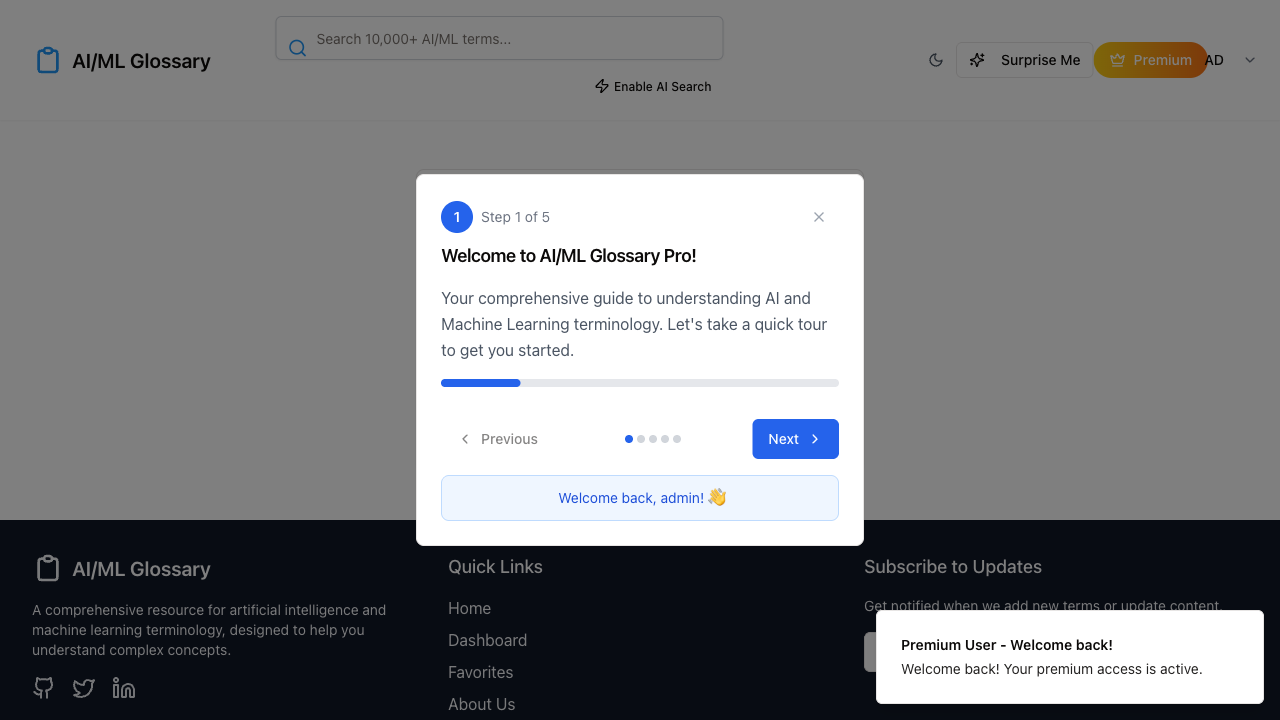 AI/ML Glossary
Search 10,000+ AI/ML terms...
Enable AI Search
Surprise Me
Premium
AD
1
Step 1 of 5
Welcome to AI/ML Glossary Pro!
Your comprehensive guide to understanding AI and
Machine Learning terminology. Let's take a quick tour
to get you started.
Previous
Next
Welcome back, admin! 👋
AI/ML Glossary
A comprehensive resource for artificial intelligence and
machine learning terminology, designed to help you
understand complex concepts.
Quick Links
Home
Dashboard
Favorites
About Us
Subscribe to Updates
Get notified when we add new terms or update content.
Premium User - Welcome back!
Welcome back! Your premium access is active.